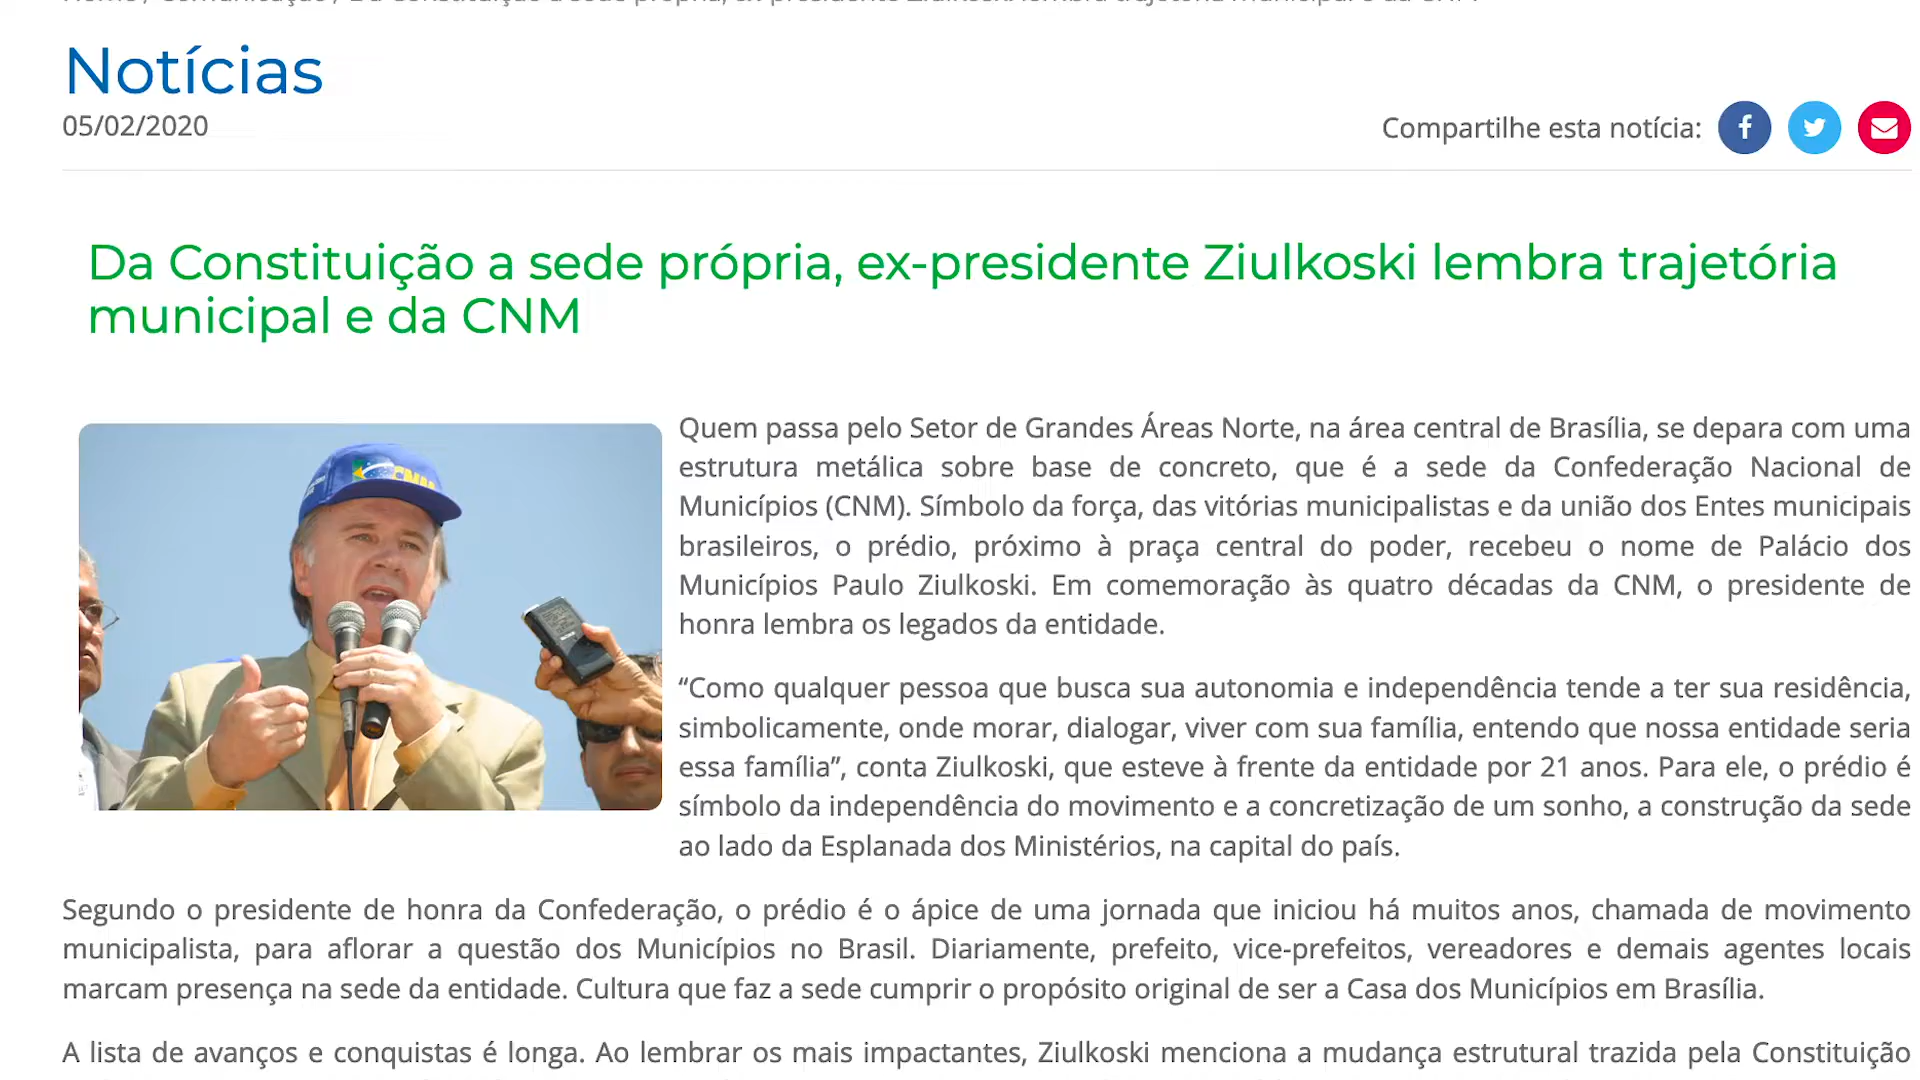 Notícias
05/02/2020
Compartilhe esta notícia:
Da Constituição a sede própria, ex-presidente Ziulkoski lembra trajetória
municipal e da CNM
CNM
Quem passa pelo Setor de Grandes Áreas Norte, na área central de Brasília, se depara com uma
estrutura metálica sobre base de concreto, que é a sede da Confederação Nacional de
Municípios (CNM). Símbolo da força, das vitórias municipalistas e da união dos Entes municipais
brasileiros, o prédio, próximo à praça central do poder, recebeu o nome de Palácio dos
Municípios Paulo Ziulkoski. Em comemoração às quatro décadas da CNM, o presidente de
honra lembra os legados da entidade.
“Como qualquer pessoa que busca sua autonomia e independência tende a ter sua residência,
simbolicamente, onde morar, dialogar, viver com sua família, entendo que nossa entidade seria
essa família”, conta Ziulkoski, que esteve à frente da entidade por 21 anos. Para ele, o prédio é
símbolo da independência do movimento e a concretização de um sonho, a construção da sede
ao lado da Esplanada dos Ministérios, na capital do país.
Segundo o presidente de honra da Confederação, o prédio é o ápice de uma jornada que iniciou há muitos anos, chamada de movimento
municipalista, para aflorar a questão dos Municípios no Brasil. Diariamente, prefeito, vice-prefeitos, vereadores e demais agentes locais
marcam presença na sede da entidade. Cultura que faz a sede cumprir o propósito original de ser a Casa dos Municípios em Brasília.
A lista de avanços e conquistas é longa. Ao lembrar os mais impactantes, Ziulkoski menciona a mudança estrutural trazida pela Constituição